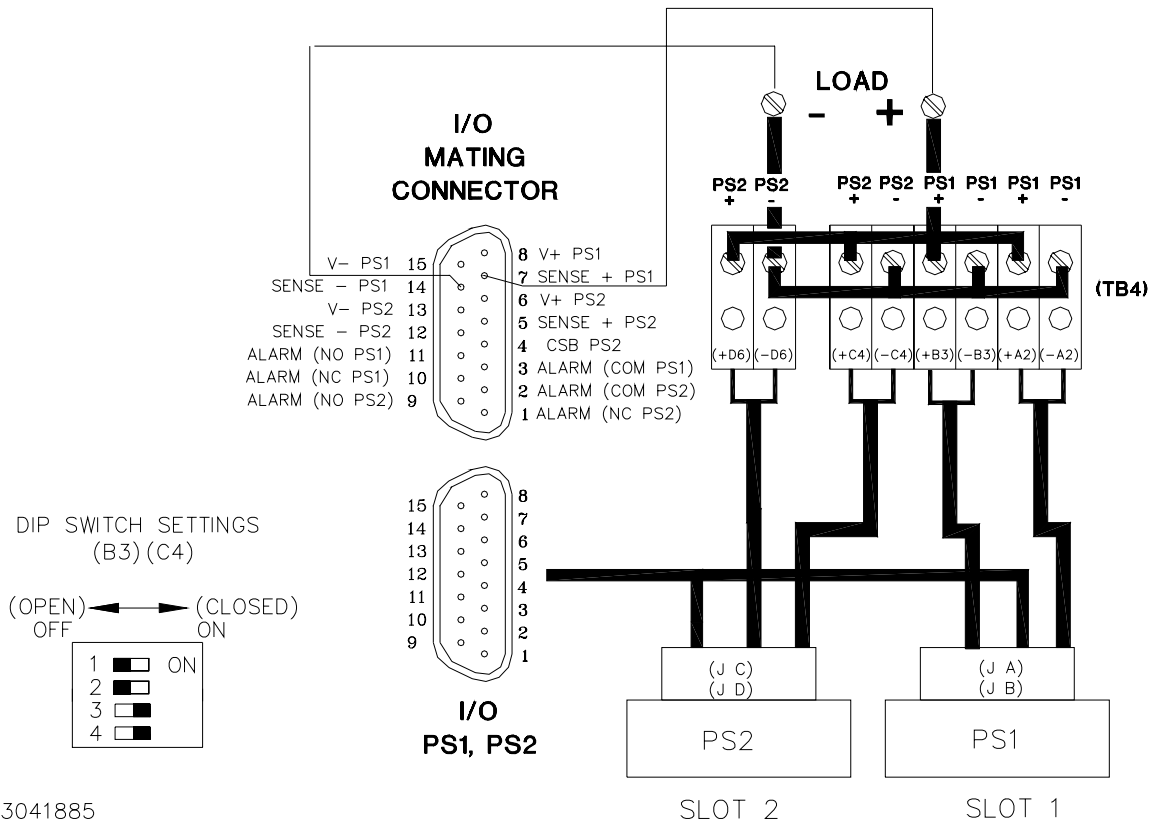 LOAD
- +
I/O
MATING
CONNECTOR
PS2 PS2 PS2 PS2 PS1 PS1 PS1 PS1
+ - + - + - + -
V- PS1 15
SENSE - PS1 14
V- PS2 13
SENSE - PS2 12
ALARM (NO PS1) 11
ALARM (NC PS1) 10
ALARM (NO PS2) 9
8 V+ PS1
7 SENSE + PS1
6 V+ PS2
5 SENSE + PS2
4 CSB PS2
3 ALARM (COM PS1)
2 ALARM (COM PS2)
1 ALARM (NC PS2)
(TB4)
(+D6) (-D6) (+C4) (-C4) (+B3) (-B3) (+A2) (-A2)
15
14
13
12
11
10
9
8
7
6
5
4
3
2
1
I/O
PS1, PS2
DIP SWITCH SETTINGS
(B3) (C4)
(OPEN) (CLOSED)
OFF ON
1 ON
2
3
4
(J C)
(J D)
PS2
SLOT 2
(J A)
(J B)
PS1
SLOT 1
3041885